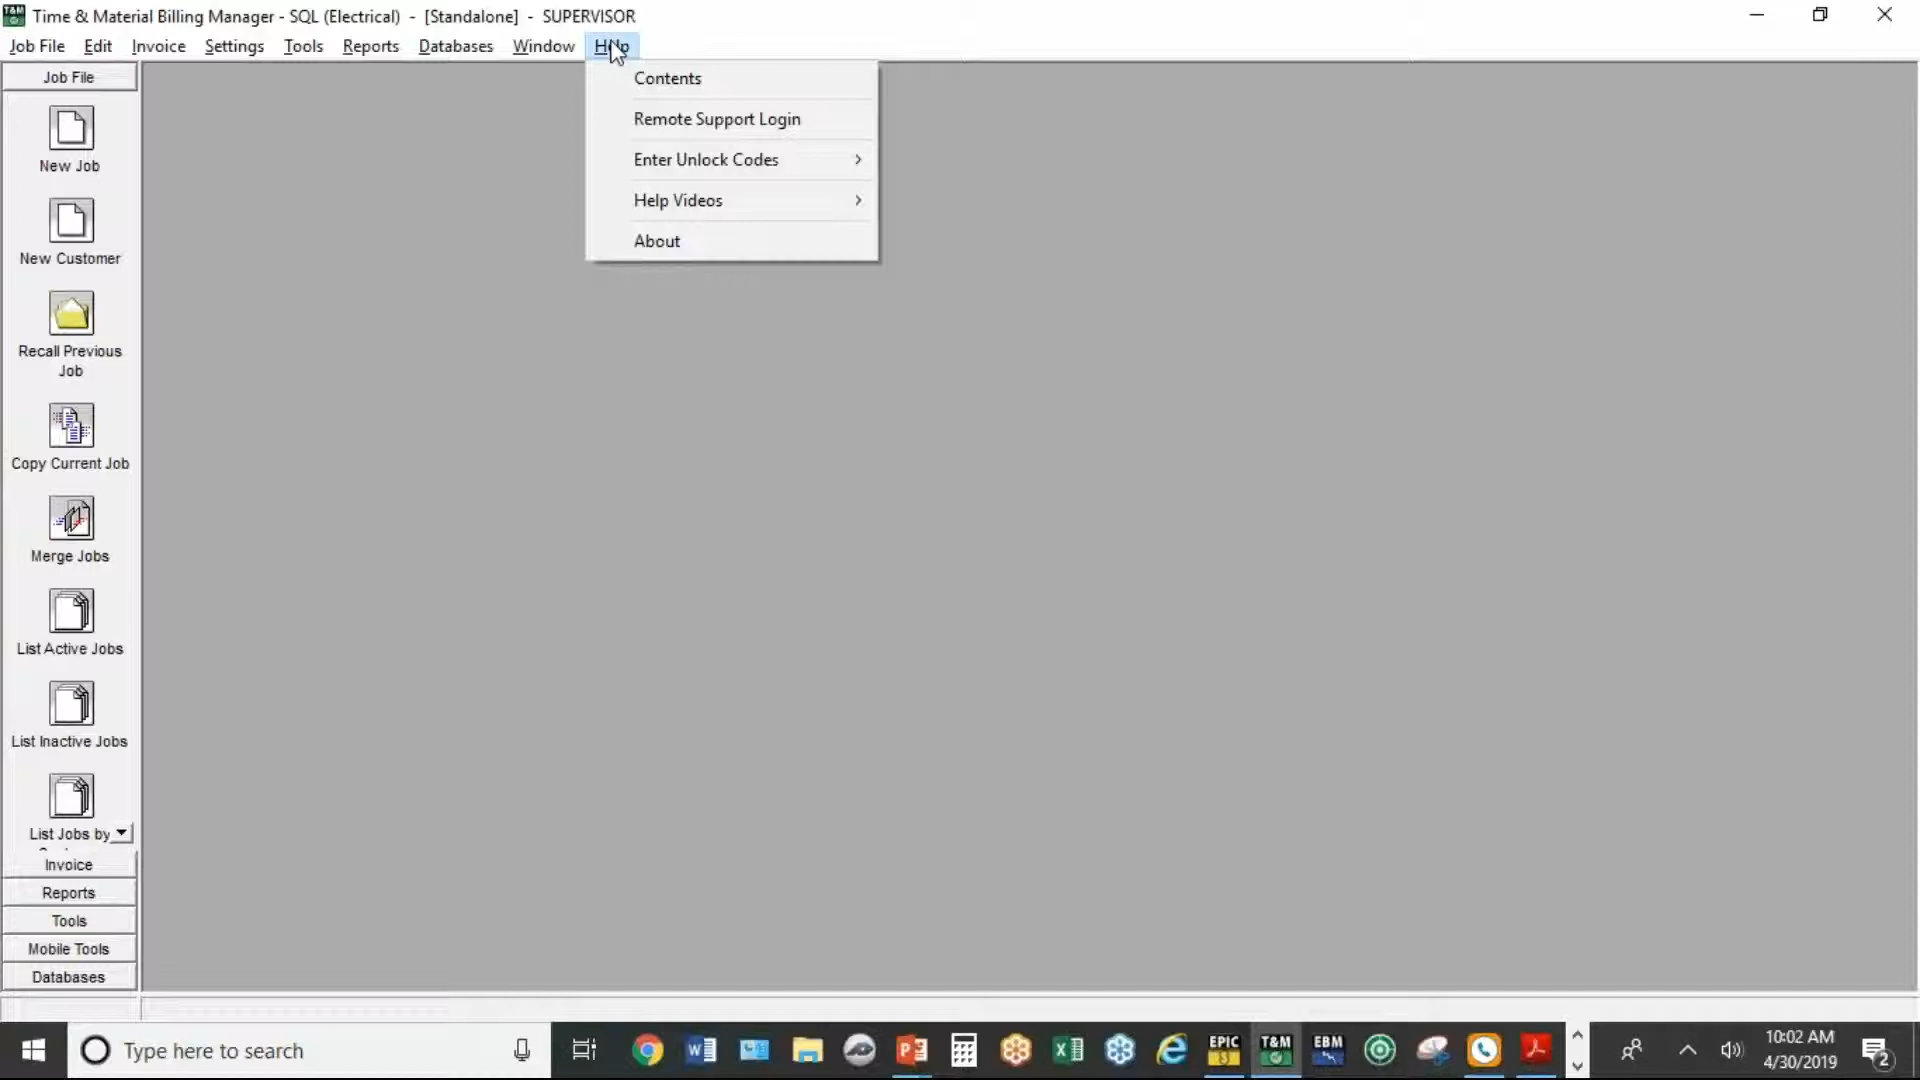 Time & Material Billing Manager - SQL (Electrical) - [Standalone] - SUPERVISOR
Job File Edit Invoice Settings Tools Reports Databases Window Help
Job File
New Job
New Customer
Recall Previous
Job
Copy Current Job
Merge Jobs
List Active Jobs
List Inactive Jobs
List Jobs by
Invoice
Reports
Tools
Mobile Tools
Databases
Contents
Remote Support Login
Enter Unlock Codes
Help Videos
About
Type here to search
EPIC
T&M
EBM
10:02 AM
4/30/2019
2